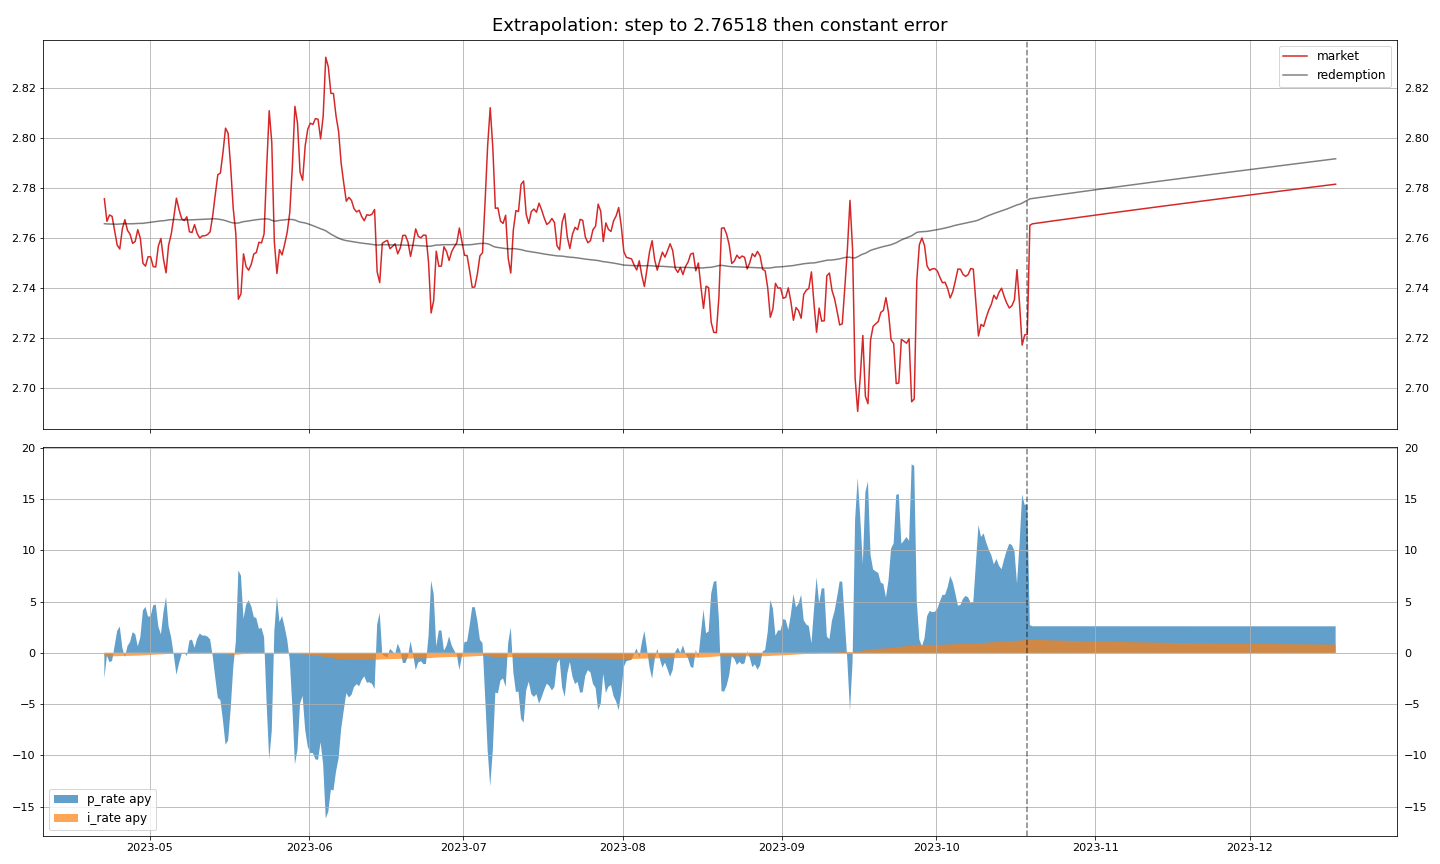 Extrapolation: step to 2.76518 then constant error
market
redemption
2.82 2.82
2.80 2.80
2.78 2.78
2.76 2.76
2.74 2.74
2.72 2.72
2.70 2.70
20 20
15 15
10 10
5 5
0 0
−5 −5
−10 −10
−15 −15
p_rate apy
i_rate apy
2023-05 2023-06 2023-07 2023-08 2023-09 2023-10 2023-11 2023-12